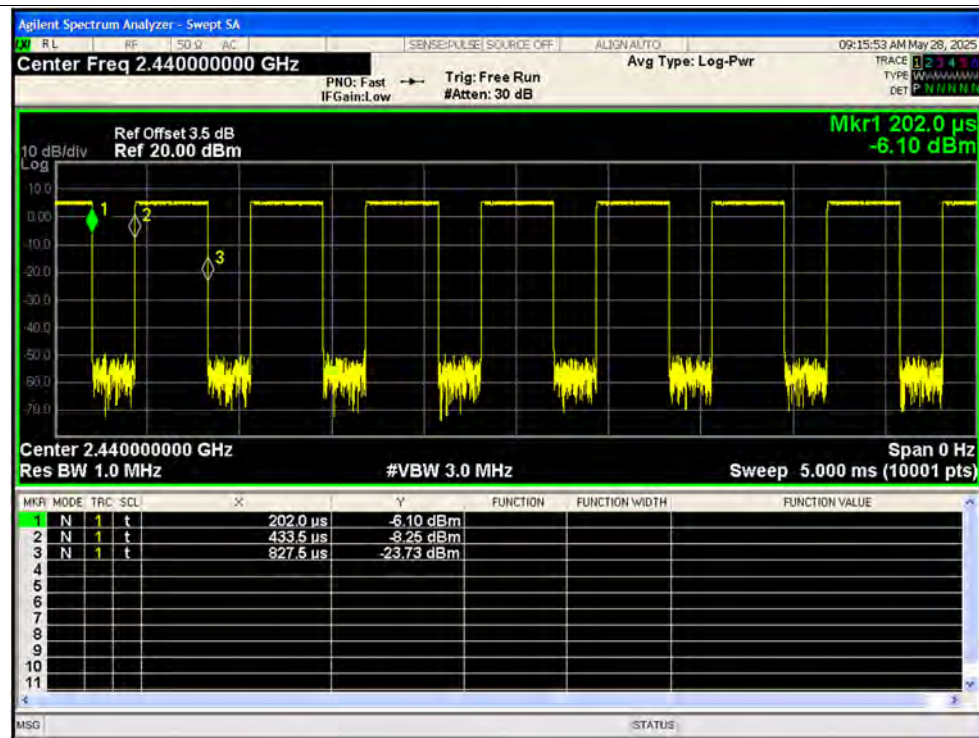 Agilent Spectrum Analyzer - Swept SA
LXI RL RF 50 Ω AC SENSE:PULSE SOURCE OFF ALIGN AUTO 09:15:53 AM May 28, 2025
Center Freq 2.440000000 GHz Avg Type: Log-Pwr TRACE 1 2 3 4 5 6
PNO: Fast Trig: Free Run TYPE
IFGain:Low #Atten: 30 dB DET P N N N N N
Mkr1 202.0 µs
-6.10 dBm
Ref Offset 3.5 dB
10 dB/div Ref 20.00 dBm
Log
10.0
0.00
-10.0
-20.0
-30.0
-40.0
-50.0
-60.0
-70.0
1 2 3
Center 2.440000000 GHz Span 0 Hz
Res BW 1.0 MHz #VBW 3.0 MHz Sweep 5.000 ms (10001 pts)
MKR MODE TRC SCL X Y FUNCTION FUNCTION WIDTH FUNCTION VALUE
1 N 1 t 202.0 µs -6.10 dBm
2 N 1 t 433.5 µs -8.25 dBm
3 N 1 t 827.5 µs -23.73 dBm
4
5
6
7
8
9
10
11
MSG STATUS